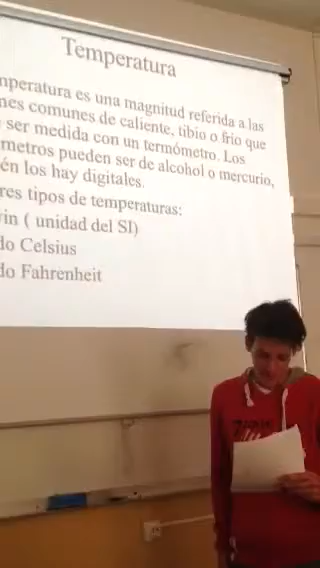 Temperatura
nperatura es una magnitud referida a las
nes comunes de caliente, tibio o frío que
ser medida con un termómetro. Los
metros pueden ser de alcohol o mercurio,
én los hay digitales.
res tipos de temperaturas:
vin ( unidad del SI)
do Celsius
do Fahrenheit